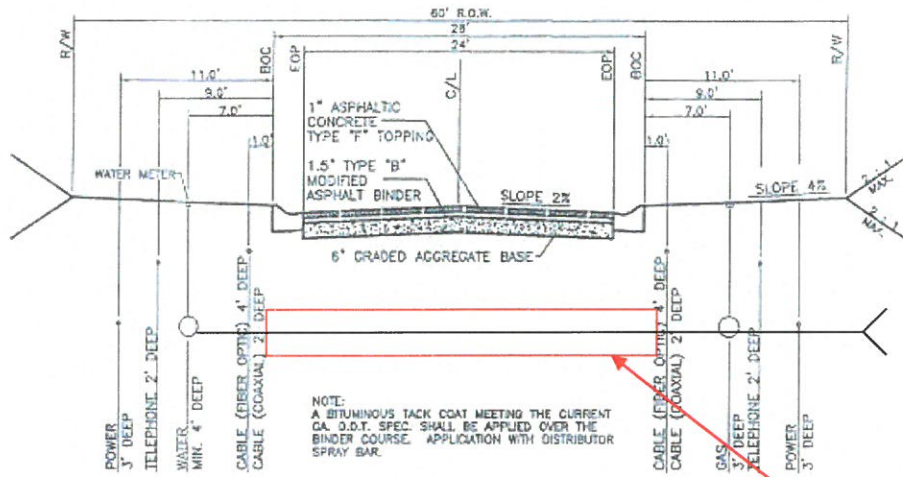 60' R.O.W.
28'
24'
R/W
BOC
EOP
C/L
EOP
BOC
R/W
11.0'
9.0'
7.0'
1.0'
11.0'
9.0'
7.0'
1.0'
1" ASPHALTIC
CONCRETE
TYPE "F" TOPPING
WATER METER
1.5" TYPE "B"
MODIFIED
ASPHALT BINDER
SLOPE 2%
SLOPE 4%
2 : 1
MAX.
2 : 1
MAX.
6" GRADED AGGREGATE BASE
POWER
3' DEEP
TELEPHONE 2' DEEP
WATER
MIN. 4' DEEP
CABLE (FIBER OPTIC) 4' DEEP
CABLE (COAXIAL) 2' DEEP
NOTE:
A BITUMINOUS TACK COAT MEETING THE CURRENT
GA. D.O.T. SPEC. SHALL BE APPLIED OVER THE
BINDER COURSE. APPLICATION WITH DISTRIBUTOR
SPRAY BAR.
CABLE (FIBER OPTIC) 4' DEEP
CABLE (COAXIAL) 2' DEEP
GAS
3' DEEP
TELEPHONE 2' DEEP
POWER
3' DEEP